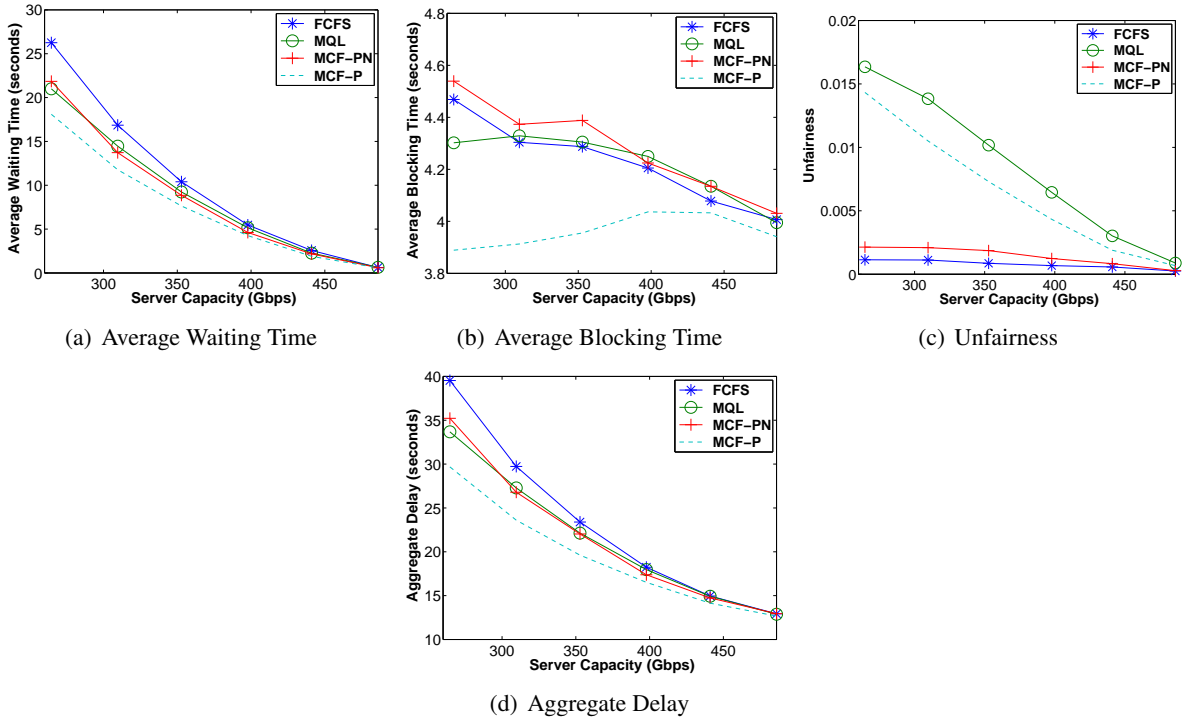 30
25
20
15
10
5
0
300
350
400
450
Average Waiting Time (seconds)
Server Capacity (Gbps)
FCFS
MQL
MCF-PN
MCF-P
(a) Average Waiting Time
4.8
4.6
4.4
4.2
4
3.8
300
350
400
450
Average Blocking Time (seconds)
Server Capacity (Gbps)
FCFS
MQL
MCF-PN
MCF-P
(b) Average Blocking Time
0.02
0.015
0.01
0.005
0
300
350
400
450
Unfairness
Server Capacity (Gbps)
FCFS
MQL
MCF-PN
MCF-P
(c) Unfairness
40
35
30
25
20
15
10
300
350
400
450
Aggregate Delay (seconds)
Server Capacity (Gbps)
FCFS
MQL
MCF-PN
MCF-P
(d) Aggregate Delay